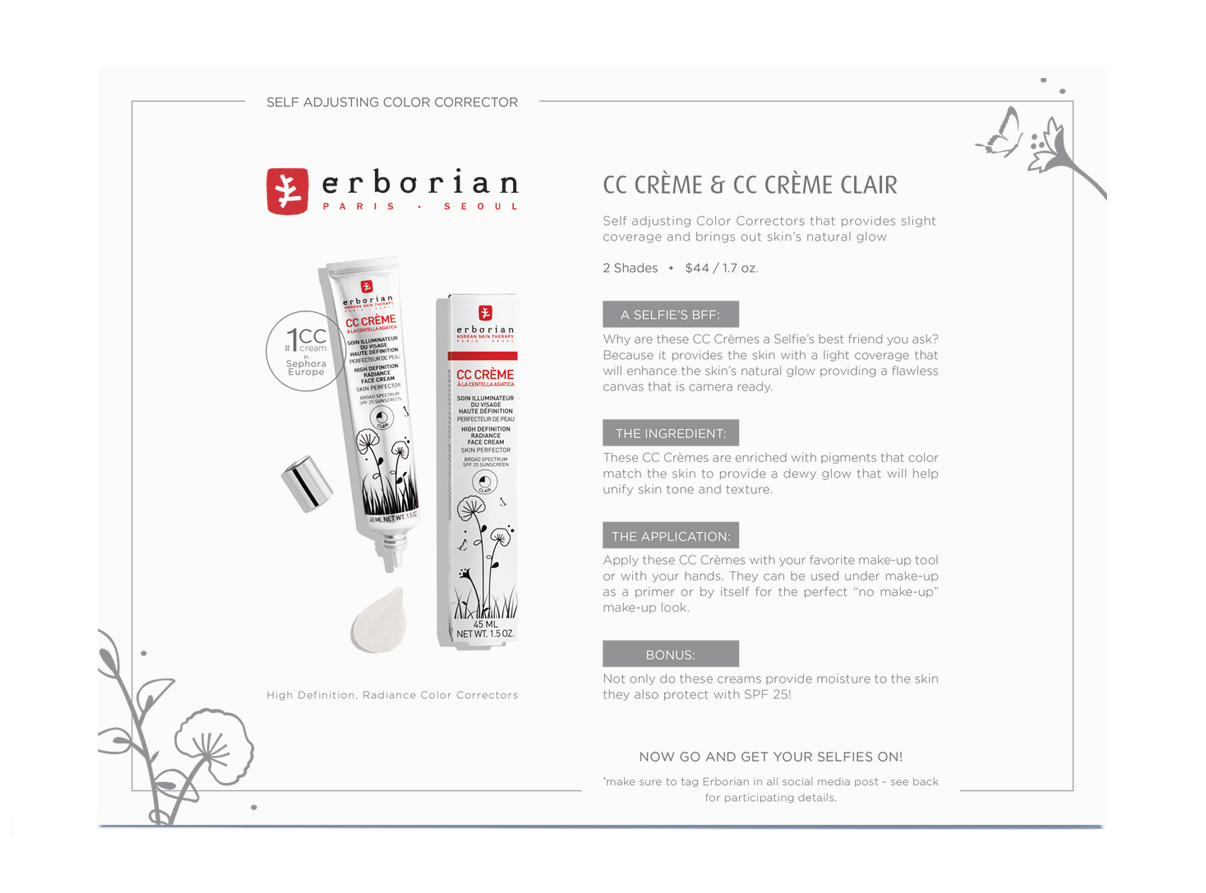 SELF ADJUSTING COLOR CORRECTOR
erborian
PARIS · SEOUL
#1 CC
cream
in
Sephora
Europe
erborian
KOREAN SKIN THERAPY
PARIS · SEOUL
CC CRÈME
À LA CENTELLA ASIATICA
SOIN ILLUMINATEUR
DU VISAGE
HAUTE DÉFINITION
PERFECTEUR DE PEAU
HIGH DEFINITION
RADIANCE
FACE CREAM
SKIN PERFECTOR
BROAD SPECTRUM
SPF 25 SUNSCREEN
CLAIR
45 ML NET WT. 1.5 OZ.
erborian
KOREAN SKIN THERAPY
PARIS · SEOUL
CC CRÈME
À LA CENTELLA ASIATICA
SOIN ILLUMINATEUR
DU VISAGE
HAUTE DÉFINITION
PERFECTEUR DE PEAU
HIGH DEFINITION
RADIANCE
FACE CREAM
SKIN PERFECTOR
BROAD SPECTRUM
SPF 25 SUNSCREEN
CLAIR
45 ML
NET WT. 1.5 OZ.
High Definition, Radiance Color Correctors
CC CRÈME & CC CRÈME CLAIR
Self adjusting Color Correctors that provides slight
coverage and brings out skin's natural glow
2 Shades • $44 / 1.7 oz.
A SELFIE'S BFF:
Why are these CC Crèmes a Selfie's best friend you ask?
Because it provides the skin with a light coverage that
will enhance the skin's natural glow providing a flawless
canvas that is camera ready.
THE INGREDIENT:
These CC Crèmes are enriched with pigments that color
match the skin to provide a dewy glow that will help
unify skin tone and texture.
THE APPLICATION:
Apply these CC Crèmes with your favorite make-up tool
or with your hands. They can be used under make-up
as a primer or by itself for the perfect "no make-up"
make-up look.
BONUS:
Not only do these creams provide moisture to the skin
they also protect with SPF 25!
NOW GO AND GET YOUR SELFIES ON!
*make sure to tag Erborian in all social media post - see back
for participating details.